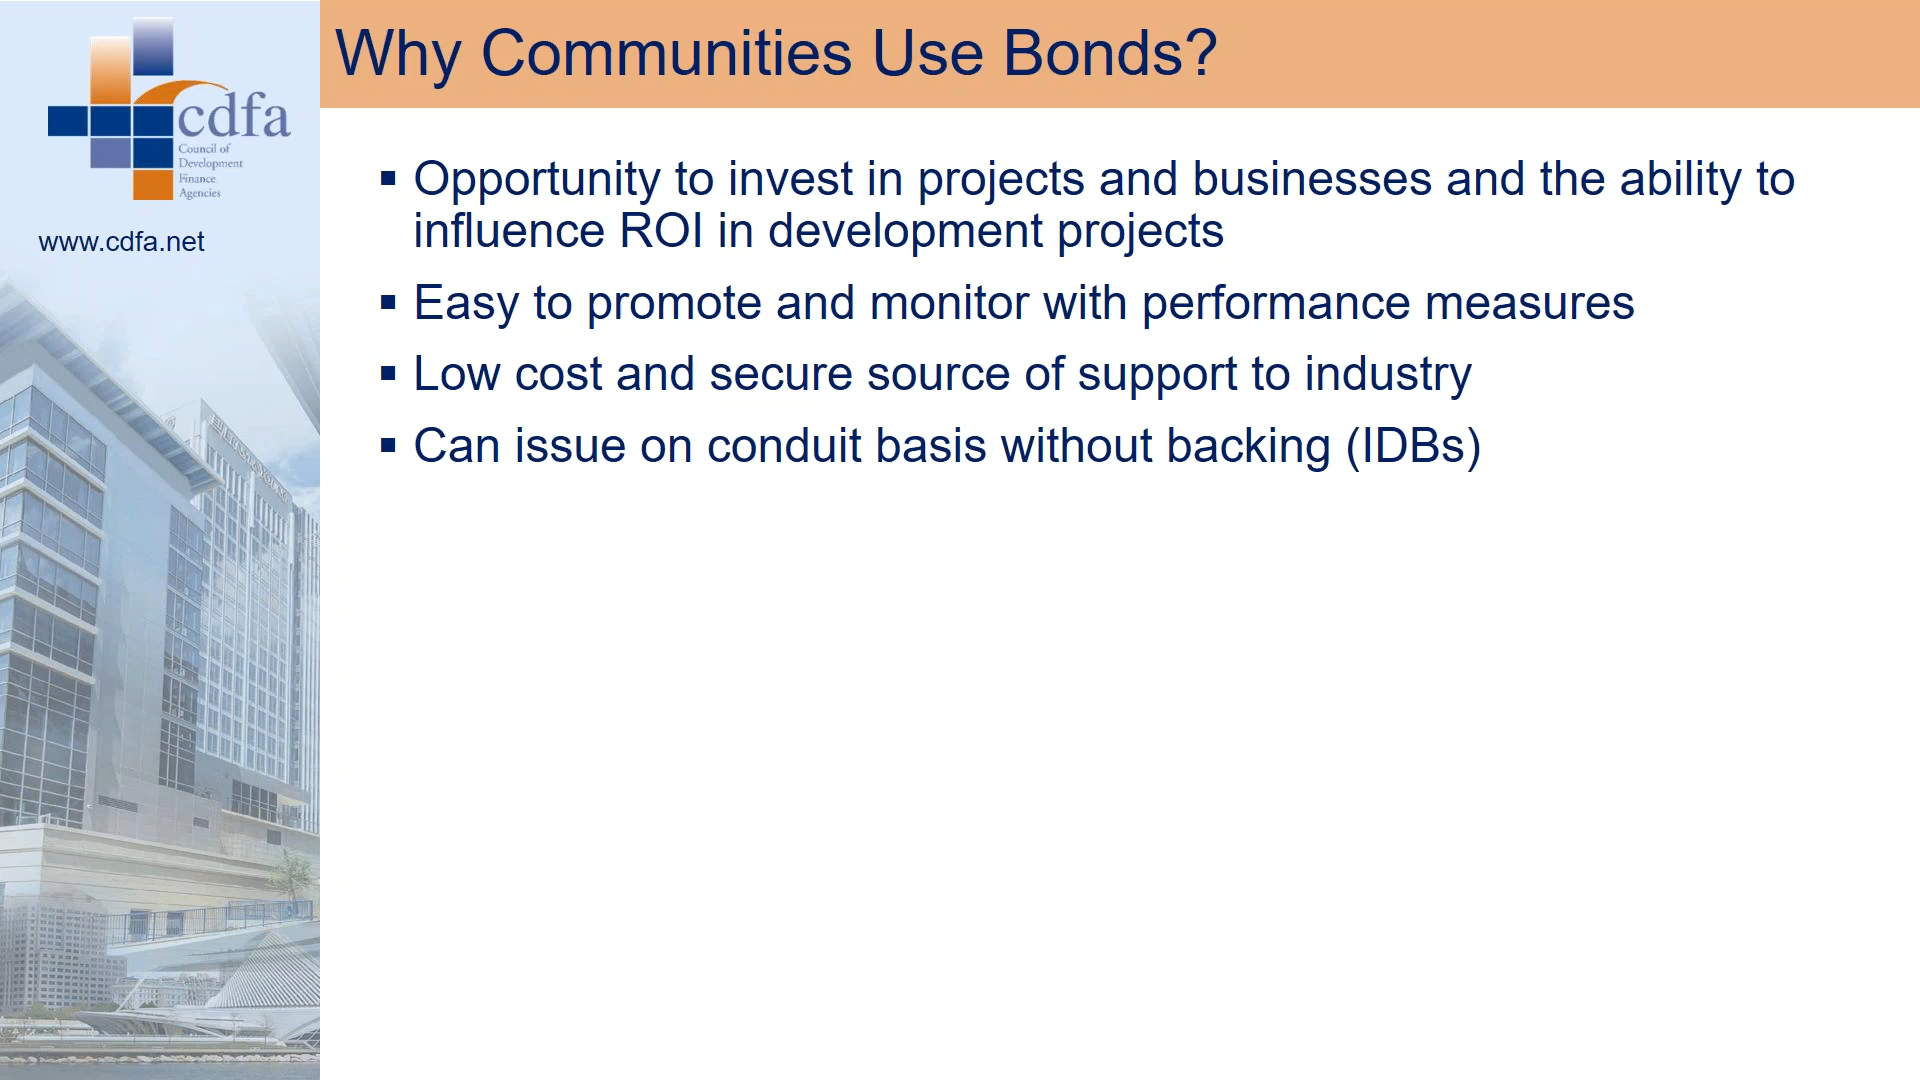 Why Communities Use Bonds?
cdfa
Council of
Development
Finance
Agencies
www.cdfa.net
▪ Opportunity to invest in projects and businesses and the ability to
influence ROI in development projects
▪ Easy to promote and monitor with performance measures
▪ Low cost and secure source of support to industry
▪ Can issue on conduit basis without backing (IDBs)